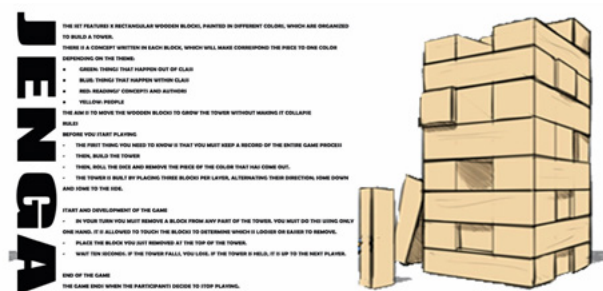 JENGA
THE SET FEATURES X RECTANGULAR WOODEN BLOCKS, PAINTED IN DIFFERENT COLORS, WHICH ARE ORGANIZED
TO BUILD A TOWER.
THERE IS A CONCEPT WRITTEN IN EACH BLOCK, WHICH WILL MAKE CORRESPOND THE PIECE TO ONE COLOR
DEPENDING ON THE THEME:
● GREEN: THINGS THAT HAPPEN OUT OF CLASS
● BLUE: THINGS THAT HAPPEN WITHIN CLASS
● RED: READINGS' CONCEPTS AND AUTHORS
● YELLOW: PEOPLE
THE AIM IS TO MOVE THE WOODEN BLOCKS TO GROW THE TOWER WITHOUT MAKING IT COLLAPSE
RULES
BEFORE YOU START PLAYING
- THE FIRST THING YOU NEED TO KNOW IS THAT YOU MUST KEEP A RECORD OF THE ENTIRE GAME PROCESS
- THEN, BUILD THE TOWER
- THEN, ROLL THE DICE AND REMOVE THE PIECE OF THE COLOR THAT HAS COME OUT.
- THE TOWER IS BUILT BY PLACING THREE BLOCKS PER LAYER, ALTERNATING THEIR DIRECTION, SOME DOWN
AND SOME TO THE SIDE.
START AND DEVELOPMENT OF THE GAME
- IN YOUR TURN YOU MUST REMOVE A BLOCK FROM ANY PART OF THE TOWER. YOU MUST DO THIS USING ONLY
ONE HAND. IT IS ALLOWED TO TOUCH THE BLOCKS TO DETERMINE WHICH IS LOOSER OR EASIER TO REMOVE.
- PLACE THE BLOCK YOU JUST REMOVED AT THE TOP OF THE TOWER.
- WAIT TEN SECONDS. IF THE TOWER FALLS, YOU LOSE. IF THE TOWER IS HELD, IT IS UP TO THE NEXT PLAYER.
END OF THE GAME
THE GAME ENDS WHEN THE PARTICIPANTS DECIDE TO STOP PLAYING.